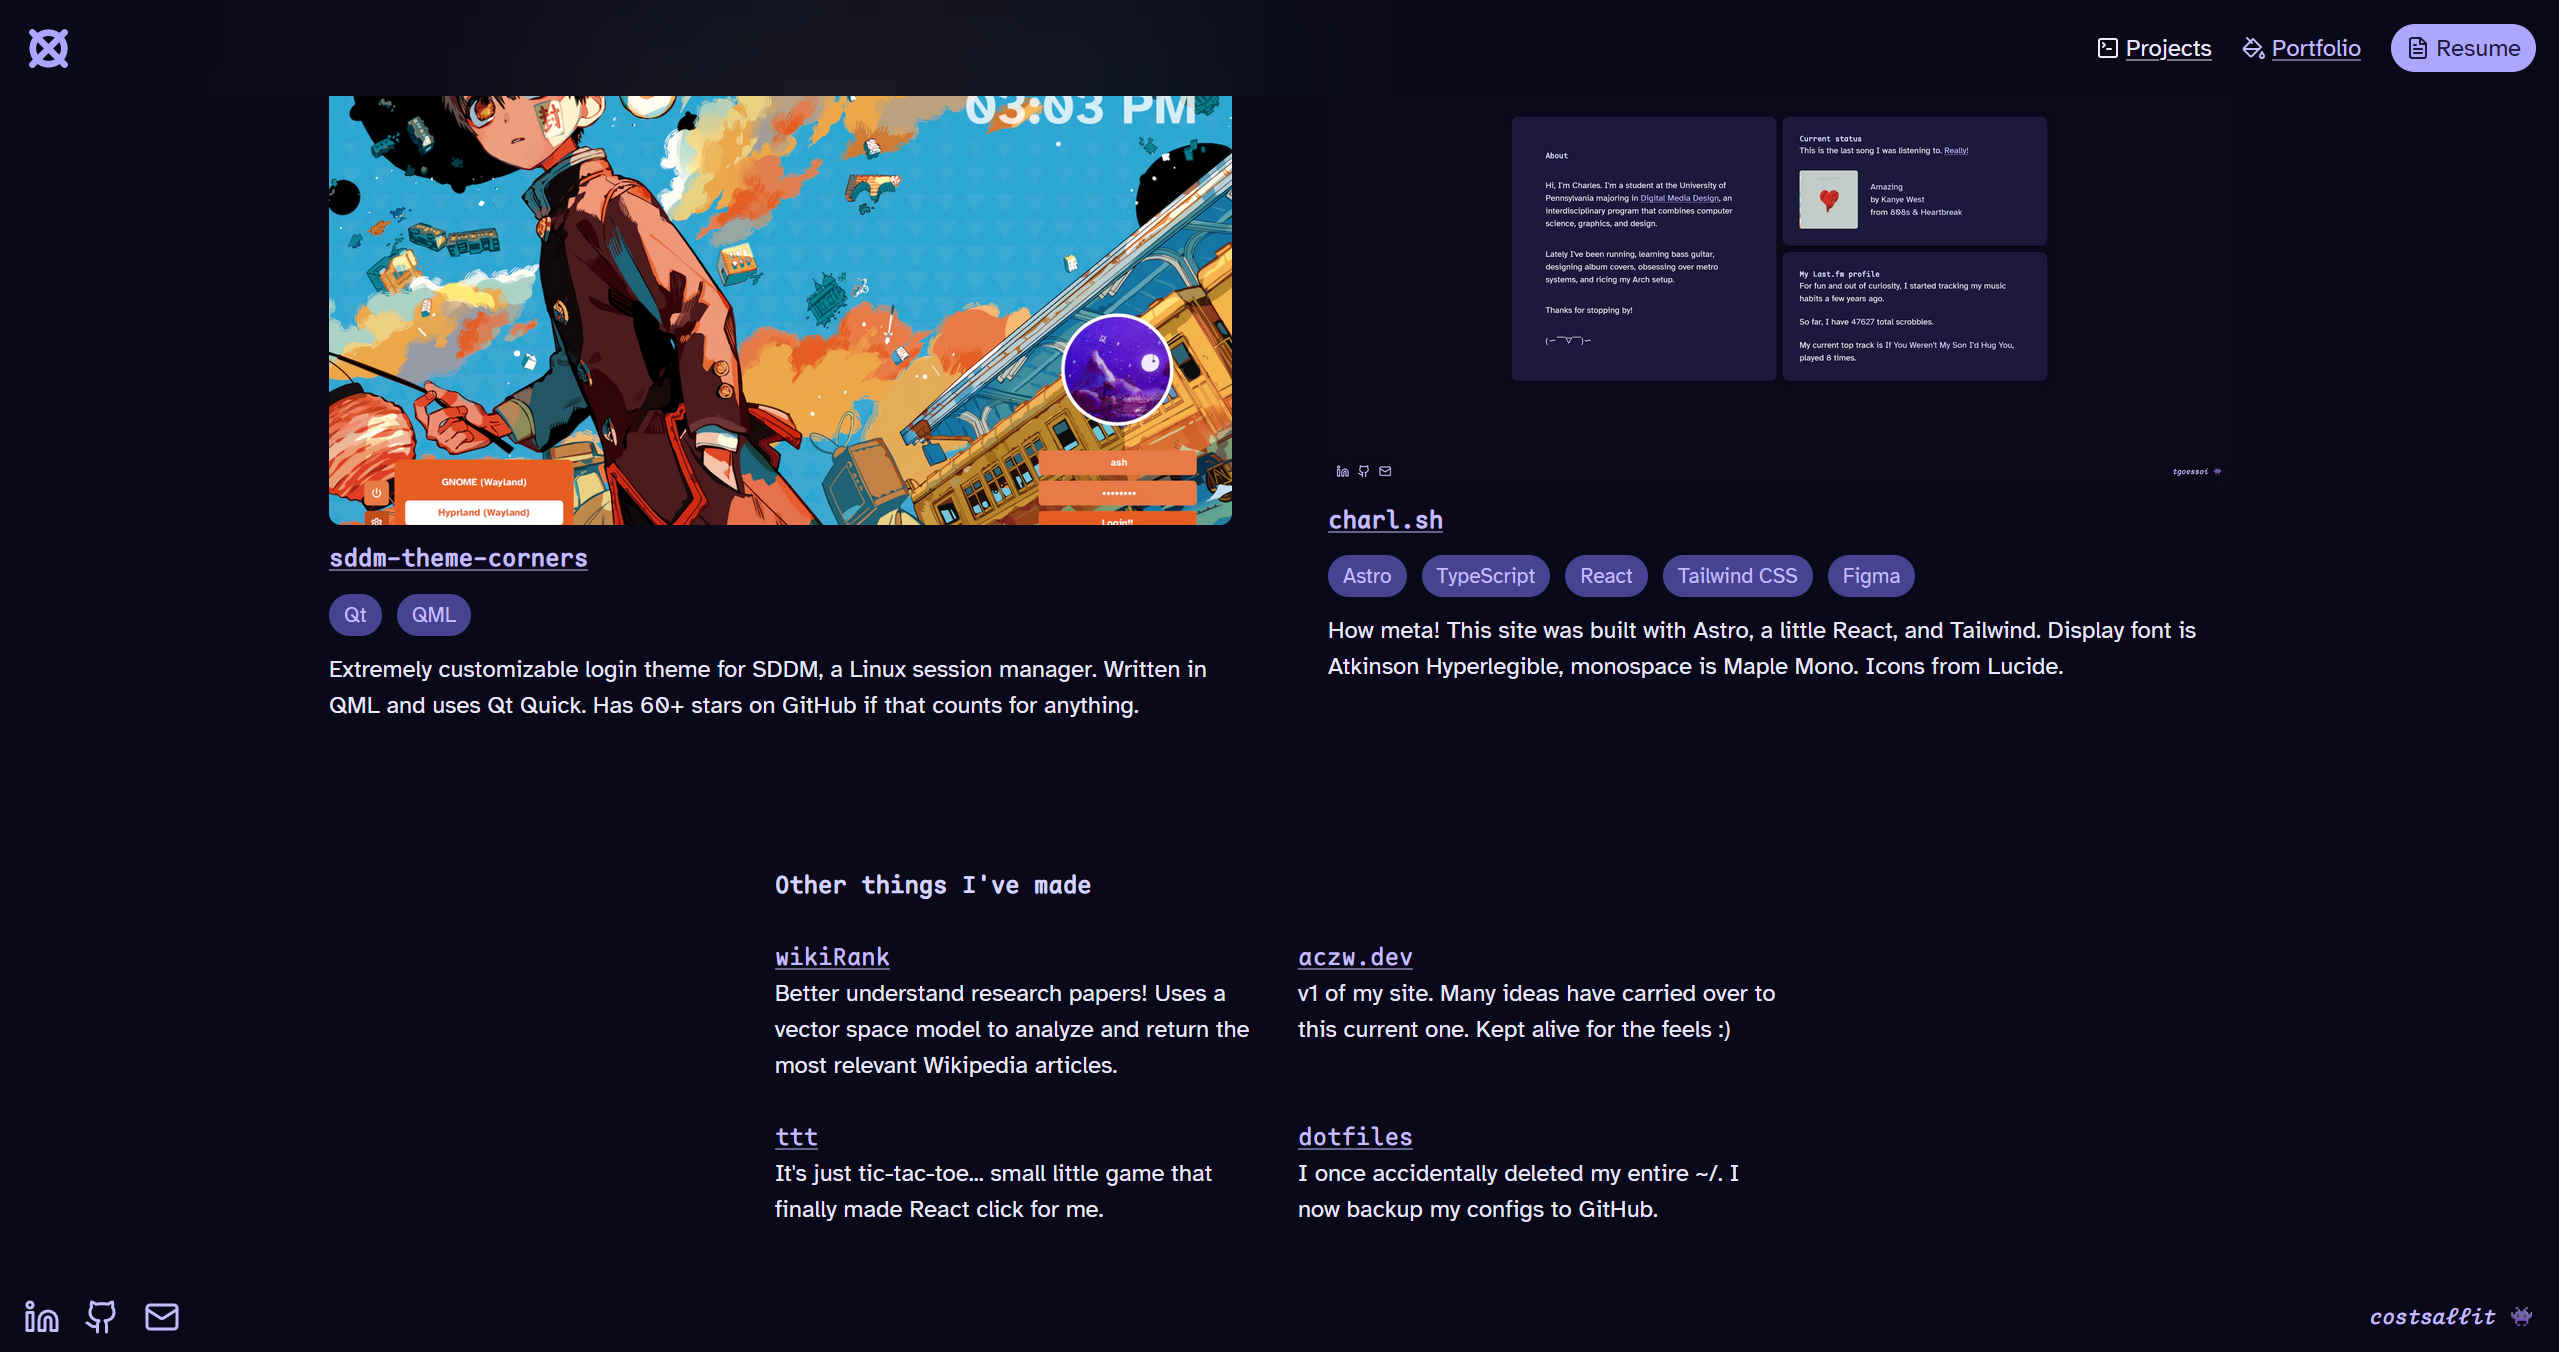 Projects
Portfolio
Resume
03:03 PM
封
GNOME (Wayland)
Hyprland (Wayland)
ash
••••••••
Login!!
sddm-theme-corners
Qt
QML
Extremely customizable login theme for SDDM, a Linux session manager. Written in
QML and uses Qt Quick. Has 60+ stars on GitHub if that counts for anything.
About
Hi, I'm Charles. I'm a student at the University of
Pennsylvania majoring in Digital Media Design, an
interdisciplinary program that combines computer
science, graphics, and design.
Lately I've been running, learning bass guitar,
designing album covers, obsessing over metro
systems, and ricing my Arch setup.
Thanks for stopping by!
Current status
This is the last song I was listening to. Really!
Amazing
by Kanye West
from 808s & Heartbreak
My Last.fm profile
For fun and out of curiosity, I started tracking my music
habits a few years ago.
So far, I have 47627 total scrobbles.
My current top track is If You Weren't My Son I'd Hug You,
played 8 times.
tgoessoi
charl.sh
Astro
TypeScript
React
Tailwind CSS
Figma
How meta! This site was built with Astro, a little React, and Tailwind. Display font is
Atkinson Hyperlegible, monospace is Maple Mono. Icons from Lucide.
Other things I've made
wikiRank
Better understand research papers! Uses a
vector space model to analyze and return the
most relevant Wikipedia articles.
aczw.dev
v1 of my site. Many ideas have carried over to
this current one. Kept alive for the feels :)
ttt
It's just tic-tac-toe... small little game that
finally made React click for me.
dotfiles
I once accidentally deleted my entire ~/. I
now backup my configs to GitHub.
costsallit